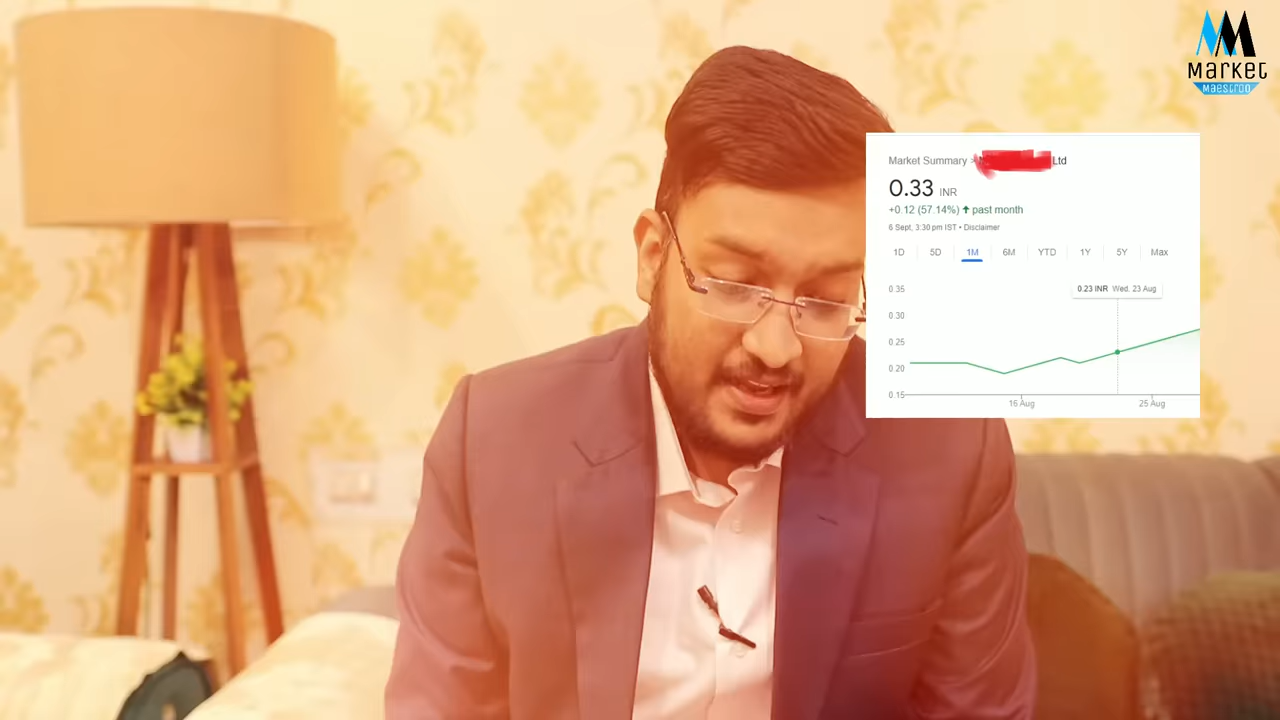 Market
Maestroo
Market Summary > Ltd
0.33 INR
+0.12 (57.14%) ↑ past month
6 Sept, 3:30 pm IST • Disclaimer
1D 5D 1M 6M YTD 1Y 5Y Max
0.23 INR Wed, 23 Aug
0.35
0.30
0.25
0.20
0.15
16 Aug 25 Aug